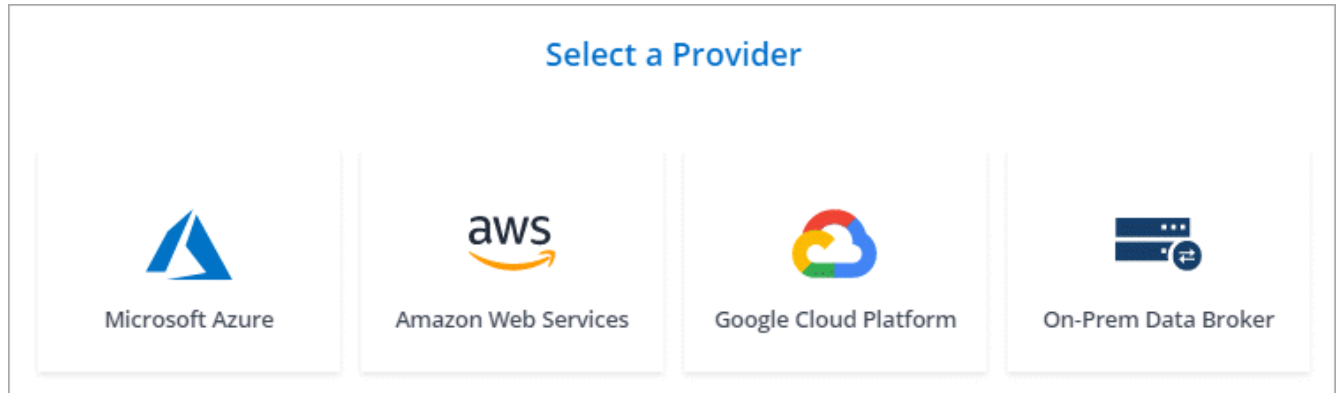 Select a Provider
aws
Microsoft Azure
Amazon Web Services
Google Cloud Platform
On-Prem Data Broker